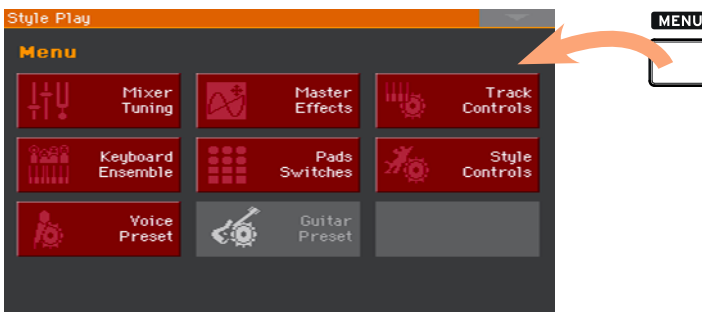 Style Play
MENU
Menu
Mixer
Tuning
Master
Effects
Track
Controls
Keyboard
Ensemble
Pads
Switches
Style
Controls
Voice
Preset
Guitar
Preset